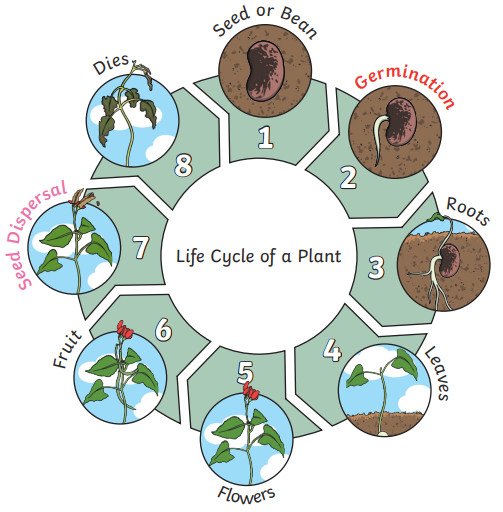 Seed or Bean
1
Germination
2
Roots
3
Leaves
4
Flowers
5
Fruit
6
Seed Dispersal
7
Dies
8
Life Cycle of a Plant